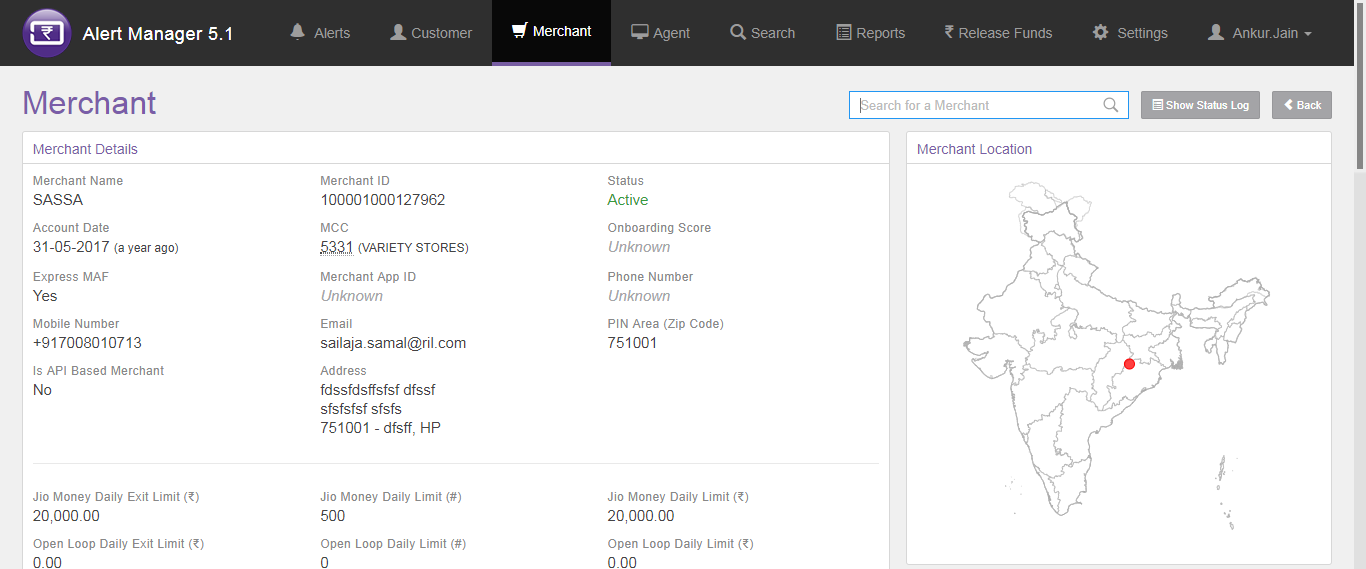 Alert Manager 5.1
Alerts
Customer
Merchant
Agent
Search
Reports
₹ Release Funds
Settings
Ankur.Jain
Merchant
Search for a Merchant
Show Status Log
Back
Merchant Details
Merchant Name
SASSA
Merchant ID
100001000127962
Status
Active
Account Date
31-05-2017 (a year ago)
MCC
5331 (VARIETY STORES)
Onboarding Score
Unknown
Express MAF
Yes
Merchant App ID
Unknown
Phone Number
Unknown
Mobile Number
+917008010713
Email
sailaja.samal@ril.com
PIN Area (Zip Code)
751001
Is API Based Merchant
No
Address
fdssfdsffsfsf dfssf
sfsfsfsf sfsfs
751001 - dfsff, HP
Jio Money Daily Exit Limit (₹)
20,000.00
Jio Money Daily Limit (#)
500
Jio Money Daily Limit (₹)
20,000.00
Open Loop Daily Exit Limit (₹)
0.00
Open Loop Daily Limit (#)
0
Open Loop Daily Limit (₹)
0.00
Merchant Location